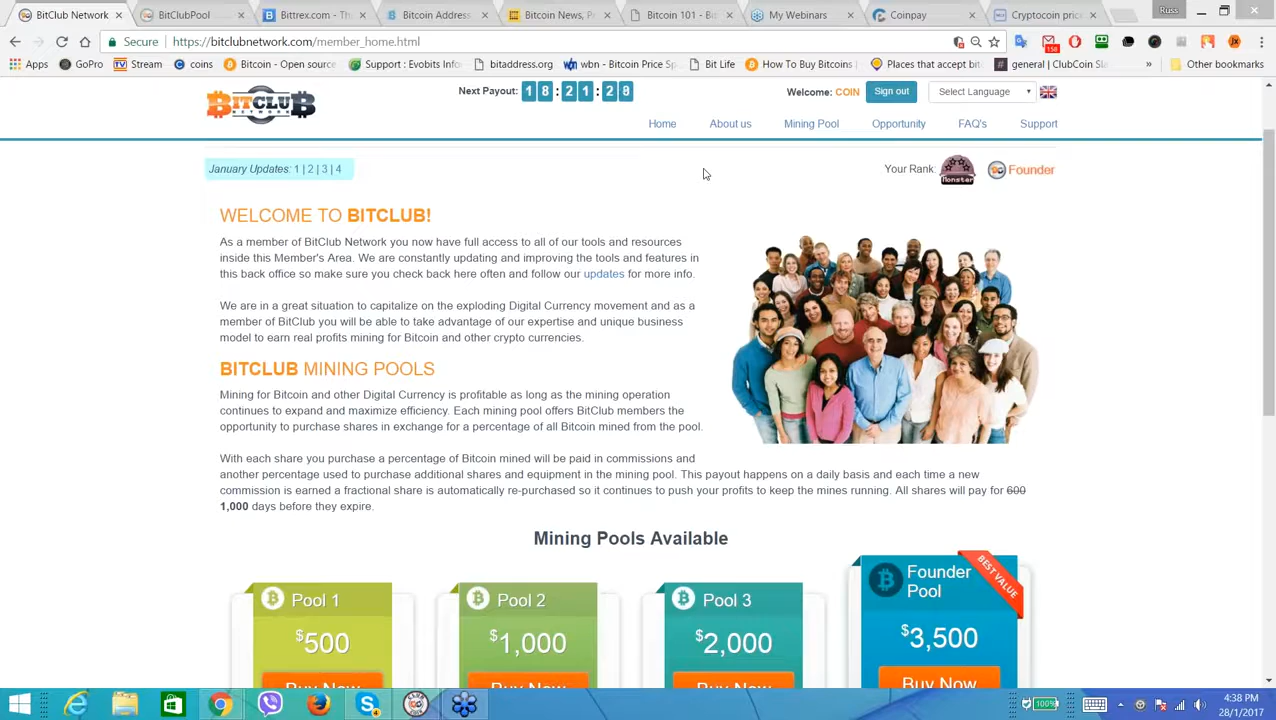 BitClub Network
BitClubPool
Bittrex.com - Th
Bitcoin Address
Bitcoin News, P
Bitcoin 101 - B
My Webinars
Coinpay
Cryptocoin pric
Russ
Secure
https://bitclubnetwork.com/member_home.html
158
Apps
GoPro
Stream
coins
Bitcoin - Open source
Support : Evobits Inf
bitaddress.org
wbn - Bitcoin Price S
Bit Life
How To Buy Bitcoins
Places that accept bit
general | ClubCoin Sl
»
Other bookmarks
BITCLUB
NETWORK
Next Payout: 18:21:28
Welcome: COIN
Sign out
Select Language
Home
About us
Mining Pool
Opportunity
FAQ's
Support
January Updates: 1 | 2 | 3 | 4
Your Rank:
Monster
Founder
WELCOME TO BITCLUB!
As a member of BitClub Network you now have full access to all of our tools and resources
inside this Member's Area. We are constantly updating and improving the tools and features in
this back office so make sure you check back here often and follow our updates for more info.
We are in a great situation to capitalize on the exploding Digital Currency movement and as a
member of BitClub you will be able to take advantage of our expertise and unique business
model to earn real profits mining for Bitcoin and other crypto currencies.
BITCLUB MINING POOLS
Mining for Bitcoin and other Digital Currency is profitable as long as the mining operation
continues to expand and maximize efficiency. Each mining pool offers BitClub members the
opportunity to purchase shares in exchange for a percentage of all Bitcoin mined from the pool.
With each share you purchase a percentage of Bitcoin mined will be paid in commissions and
another percentage used to purchase additional shares and equipment in the mining pool. This payout happens on a daily basis and each time a new
commission is earned a fractional share is automatically re-purchased so it continues to push your profits to keep the mines running. All shares will pay for 600
1,000 days before they expire.
Mining Pools Available
Pool 1
$500
Buy Now
Pool 2
$1,000
Buy Now
Pool 3
$2,000
Buy Now
BEST VALUE
Founder
Pool
$3,500
Buy Now
100%
4:38 PM
28/1/2017